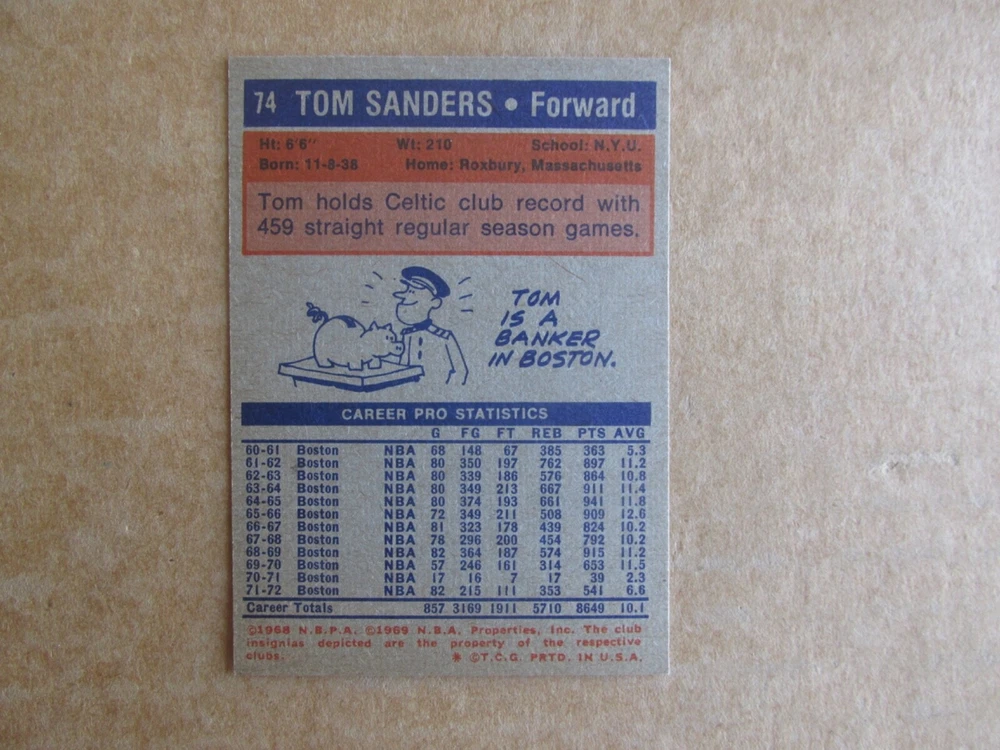 74 TOM SANDERS • Forward
Ht: 6'6" Wt: 210 School: N.Y.U.
Born: 11-8-38 Home: Roxbury, Massachusetts
Tom holds Celtic club record with
459 straight regular season games.
TOM
IS A
BANKER
IN BOSTON.
CAREER PRO STATISTICS
G FG FT REB PTS AVG
60-61 Boston NBA 68 148 67 385 363 5.3
61-62 Boston NBA 80 350 197 762 897 11.2
62-63 Boston NBA 80 339 186 576 864 10.8
63-64 Boston NBA 80 349 213 667 911 11.4
64-65 Boston NBA 80 374 193 661 941 11.8
65-66 Boston NBA 72 349 211 508 909 12.6
66-67 Boston NBA 81 323 178 439 824 10.2
67-68 Boston NBA 78 296 200 454 792 10.2
68-69 Boston NBA 82 364 187 574 915 11.2
69-70 Boston NBA 57 246 161 314 653 11.5
70-71 Boston NBA 17 16 7 17 39 2.3
71-72 Boston NBA 82 215 111 353 541 6.6
Career Totals 857 3169 1911 5710 8649 10.1
©1968 N.B.P.A. ©1969 N.B.A. Properties, Inc. The club
insignias depicted are the property of the respective
clubs. * ©T.C.G. PRTD. IN U.S.A.